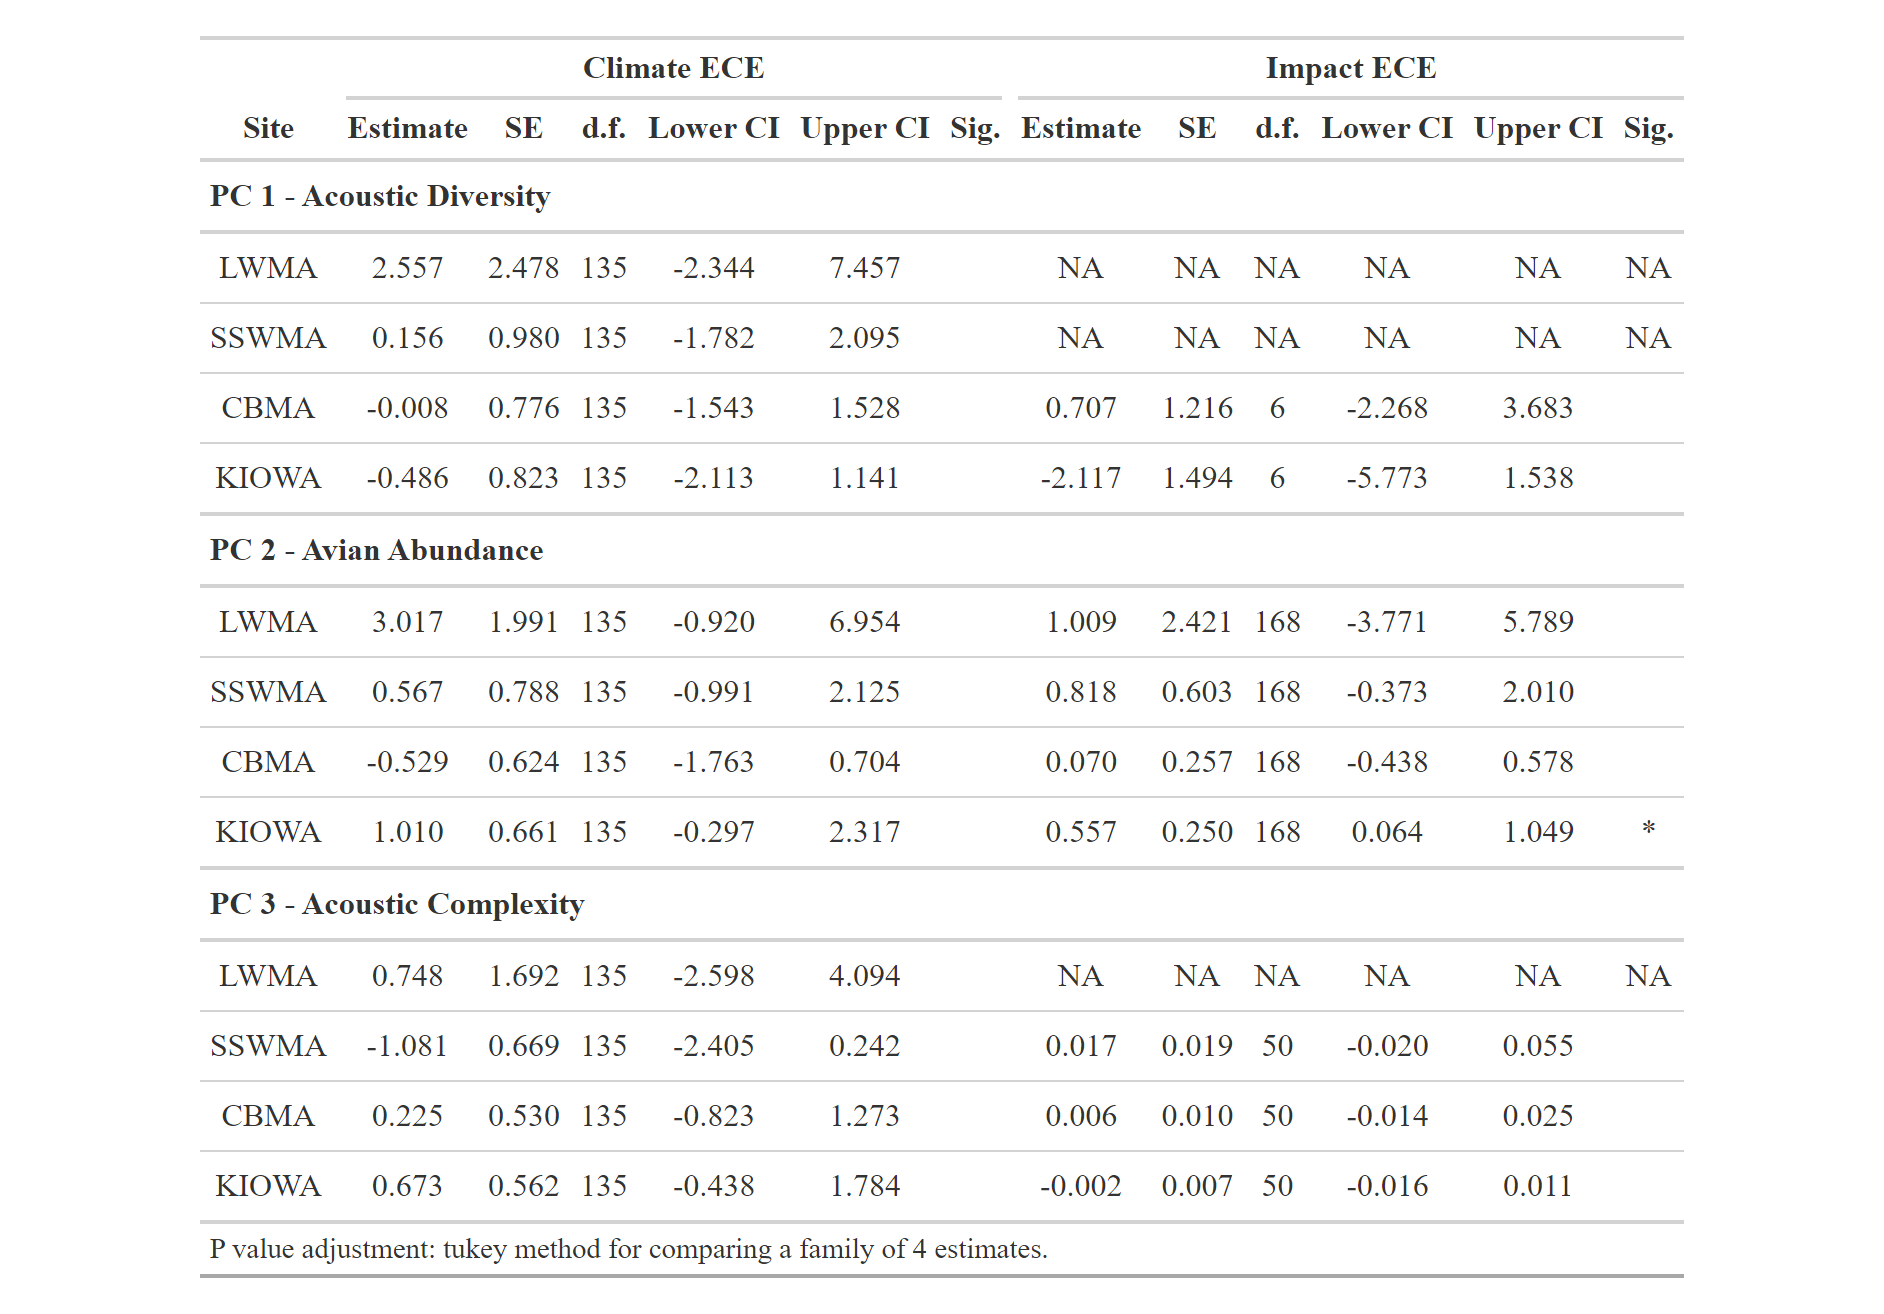 Climate ECE Impact ECE
Site Estimate SE d.f. Lower CI Upper CI Sig. Estimate SE d.f. Lower CI Upper CI Sig.
PC 1 - Acoustic Diversity
LWMA 2.557 2.478 135 -2.344 7.457 NA NA NA NA NA NA
SSWMA 0.156 0.980 135 -1.782 2.095 NA NA NA NA NA NA
CBMA -0.008 0.776 135 -1.543 1.528 0.707 1.216 6 -2.268 3.683
KIOWA -0.486 0.823 135 -2.113 1.141 -2.117 1.494 6 -5.773 1.538
PC 2 - Avian Abundance
LWMA 3.017 1.991 135 -0.920 6.954 1.009 2.421 168 -3.771 5.789
SSWMA 0.567 0.788 135 -0.991 2.125 0.818 0.603 168 -0.373 2.010
CBMA -0.529 0.624 135 -1.763 0.704 0.070 0.257 168 -0.438 0.578
KIOWA 1.010 0.661 135 -0.297 2.317 0.557 0.250 168 0.064 1.049 *
PC 3 - Acoustic Complexity
LWMA 0.748 1.692 135 -2.598 4.094 NA NA NA NA NA NA
SSWMA -1.081 0.669 135 -2.405 0.242 0.017 0.019 50 -0.020 0.055
CBMA 0.225 0.530 135 -0.823 1.273 0.006 0.010 50 -0.014 0.025
KIOWA 0.673 0.562 135 -0.438 1.784 -0.002 0.007 50 -0.016 0.011
P value adjustment: tukey method for comparing a family of 4 estimates.